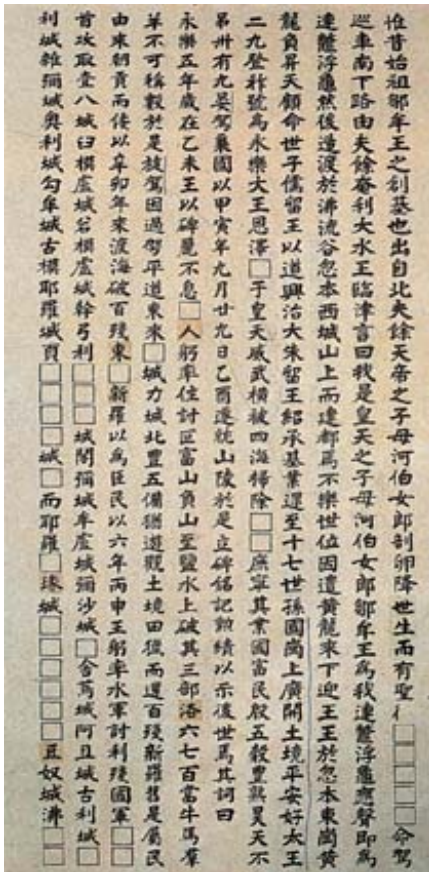 惟昔始祖鄒牟王之創基也出自北夫餘天帝之子母河伯女郎剖卵降世生而有聖彳□□□□□命駕
巡車南下路由夫餘奄利大水王臨津言曰我是皇天之子母河伯女郎鄒牟王爲我連鼈浮龜應聲即爲
連鼈浮龜然後造渡於沸流谷忽本西城山上而建都焉不樂世位因遣黃龍來下迎王王於忽本東崗黃
龍負昇天顧命世子儒留王以道興治大朱留王紹承基業遝至十七世孫國崗上廣開土境平安好太王
二九登祚號爲永樂大王恩澤□于皇天威武橫被四海掃除□□庶寧其業國富民殷五穀豊熟昊天不
弔卅有九晏駕棄國以甲寅年九月廿九日乙酉遷就山陵於是立碑銘記勳績以示後世焉其詞曰
永樂五年歲在乙未王以碑麗不息□人躬率住討叵富山負山至鹽水上破其三部洛六七百當牛馬羣
羊不可稱數於是旋駕因過駕平道東來□城力城北豊五備猶遊觀土境田獵而還百殘新羅舊是屬民
由來朝貢而倭以辛卯年來渡海破百殘東□新羅以爲臣民以六年丙申王躬率水軍討利殘國軍□□
首攻取壹八城臼模盧城各模盧城幹弓利□□□城閣彌城牟盧城彌沙城□舍蔦城阿旦城古利城□
利城雜彌城奧利城勾牟城古模耶羅城頁□□□□城□而耶羅□瑑城□□□□□□豆奴城沸□□